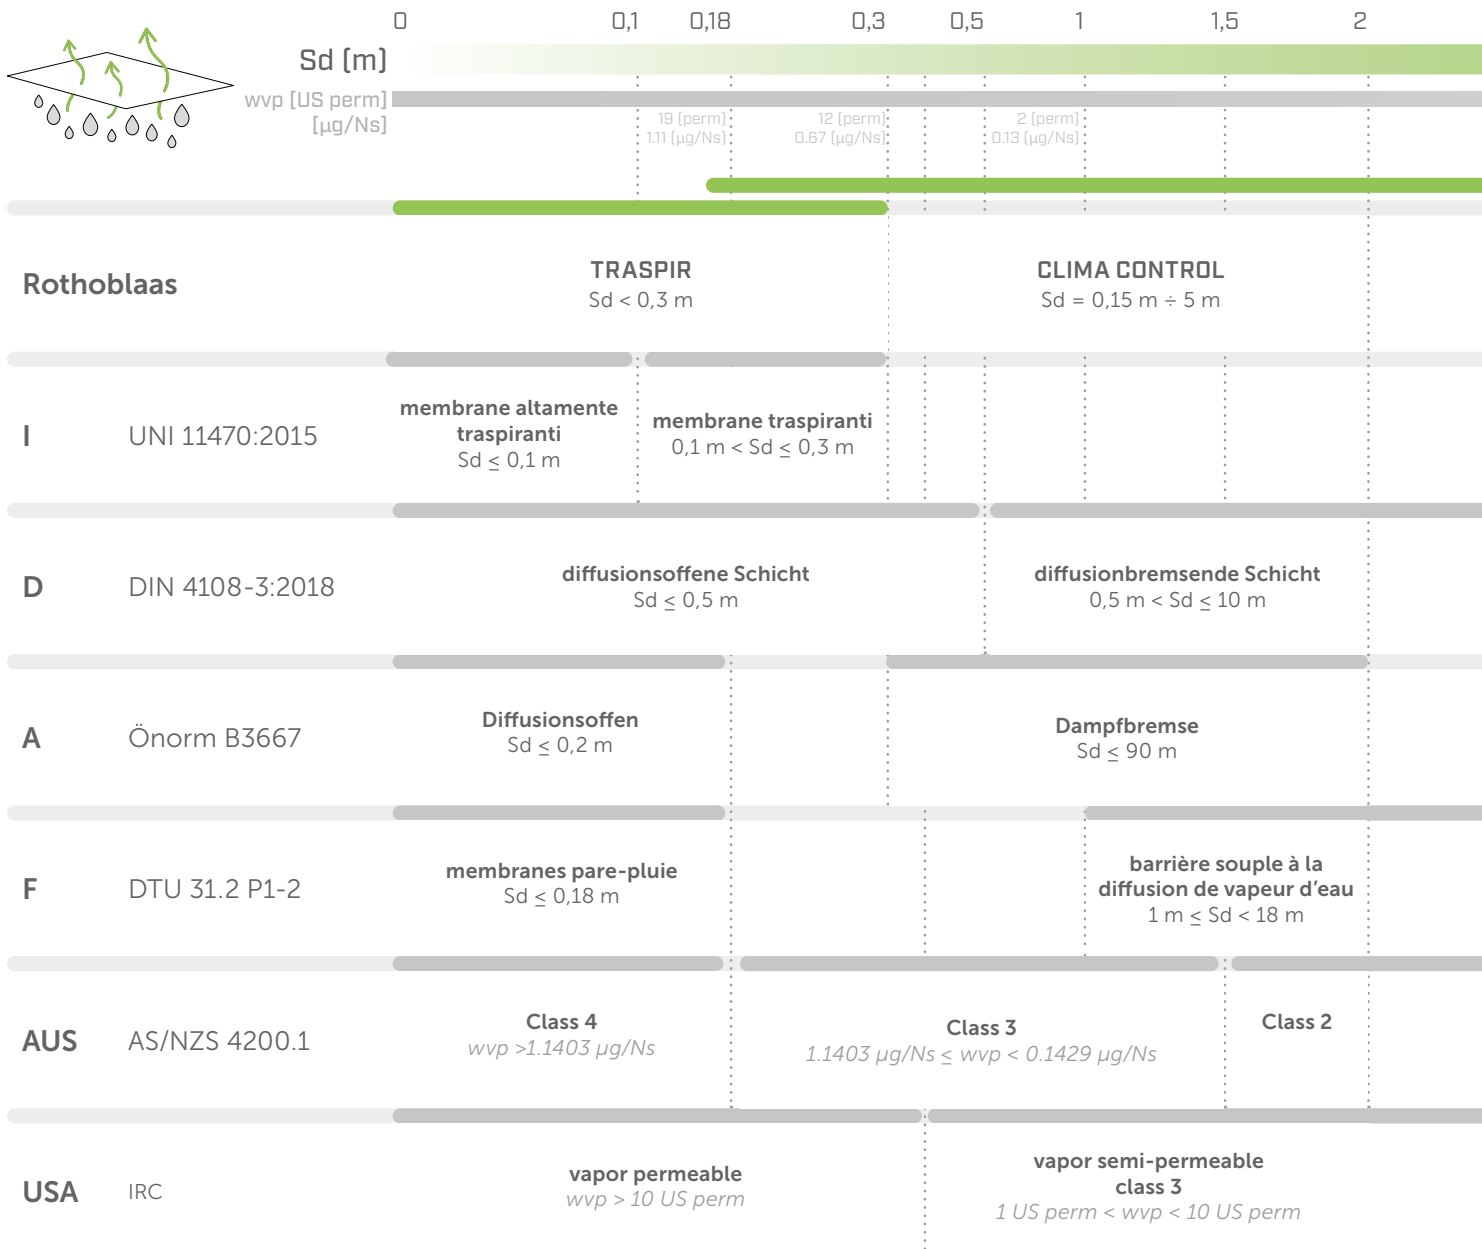 0 0,1 0,18 0,3 0,5 1 1,5 2
Sd [m]
wvp [US perm]
[µg/Ns]
19 (perm) 12 (perm) 2 (perm)
1.11 (µg/Ns) 0.67 (µg/Ns) 0.13 (µg/Ns)
Rothoblaas
TRASPIR
Sd < 0,3 m
CLIMA CONTROL
Sd = 0,15 m ÷ 5 m
I UNI 11470:2015
membrane altamente
traspiranti
Sd ≤ 0,1 m
membrane traspiranti
0,1 m < Sd ≤ 0,3 m
D DIN 4108-3:2018
diffusionsoffene Schicht
Sd ≤ 0,5 m
diffusionbremsende Schicht
0,5 m < Sd ≤ 10 m
A Önorm B3667
Diffusionsoffen
Sd ≤ 0,2 m
Dampfbremse
Sd ≤ 90 m
F DTU 31.2 P1-2
membranes pare-pluie
Sd ≤ 0,18 m
barrière souple à la
diffusion de vapeur d’eau
1 m ≤ Sd < 18 m
AUS AS/NZS 4200.1
Class 4
wvp >1.1403 µg/Ns
Class 3
1.1403 µg/Ns ≤ wvp < 0.1429 µg/Ns
Class 2
USA IRC
vapor permeable
wvp > 10 US perm
vapor semi-permeable
class 3
1 US perm < wvp < 10 US perm